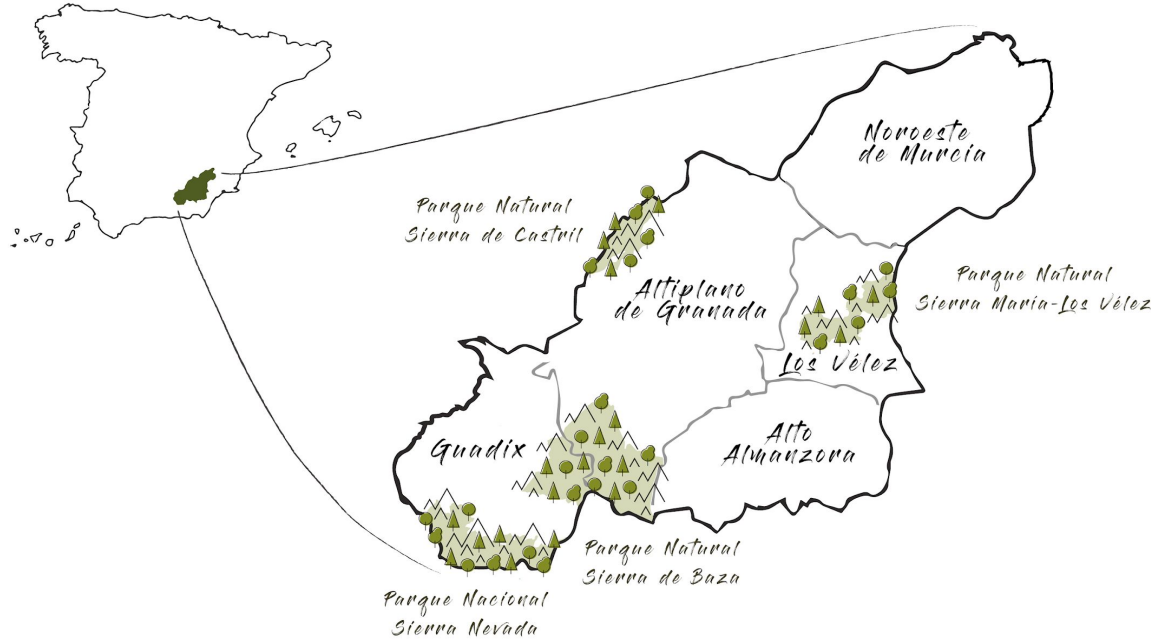 Noroeste
de Murcia
Parque Natural
Sierra de Castril
Altiplano
de Granada
Parque Natural
Sierra María-Los Vélez
Los Vélez
Guadix
Alto
Almanzora
Parque Natural
Sierra de Baza
Parque Nacional
Sierra Nevada